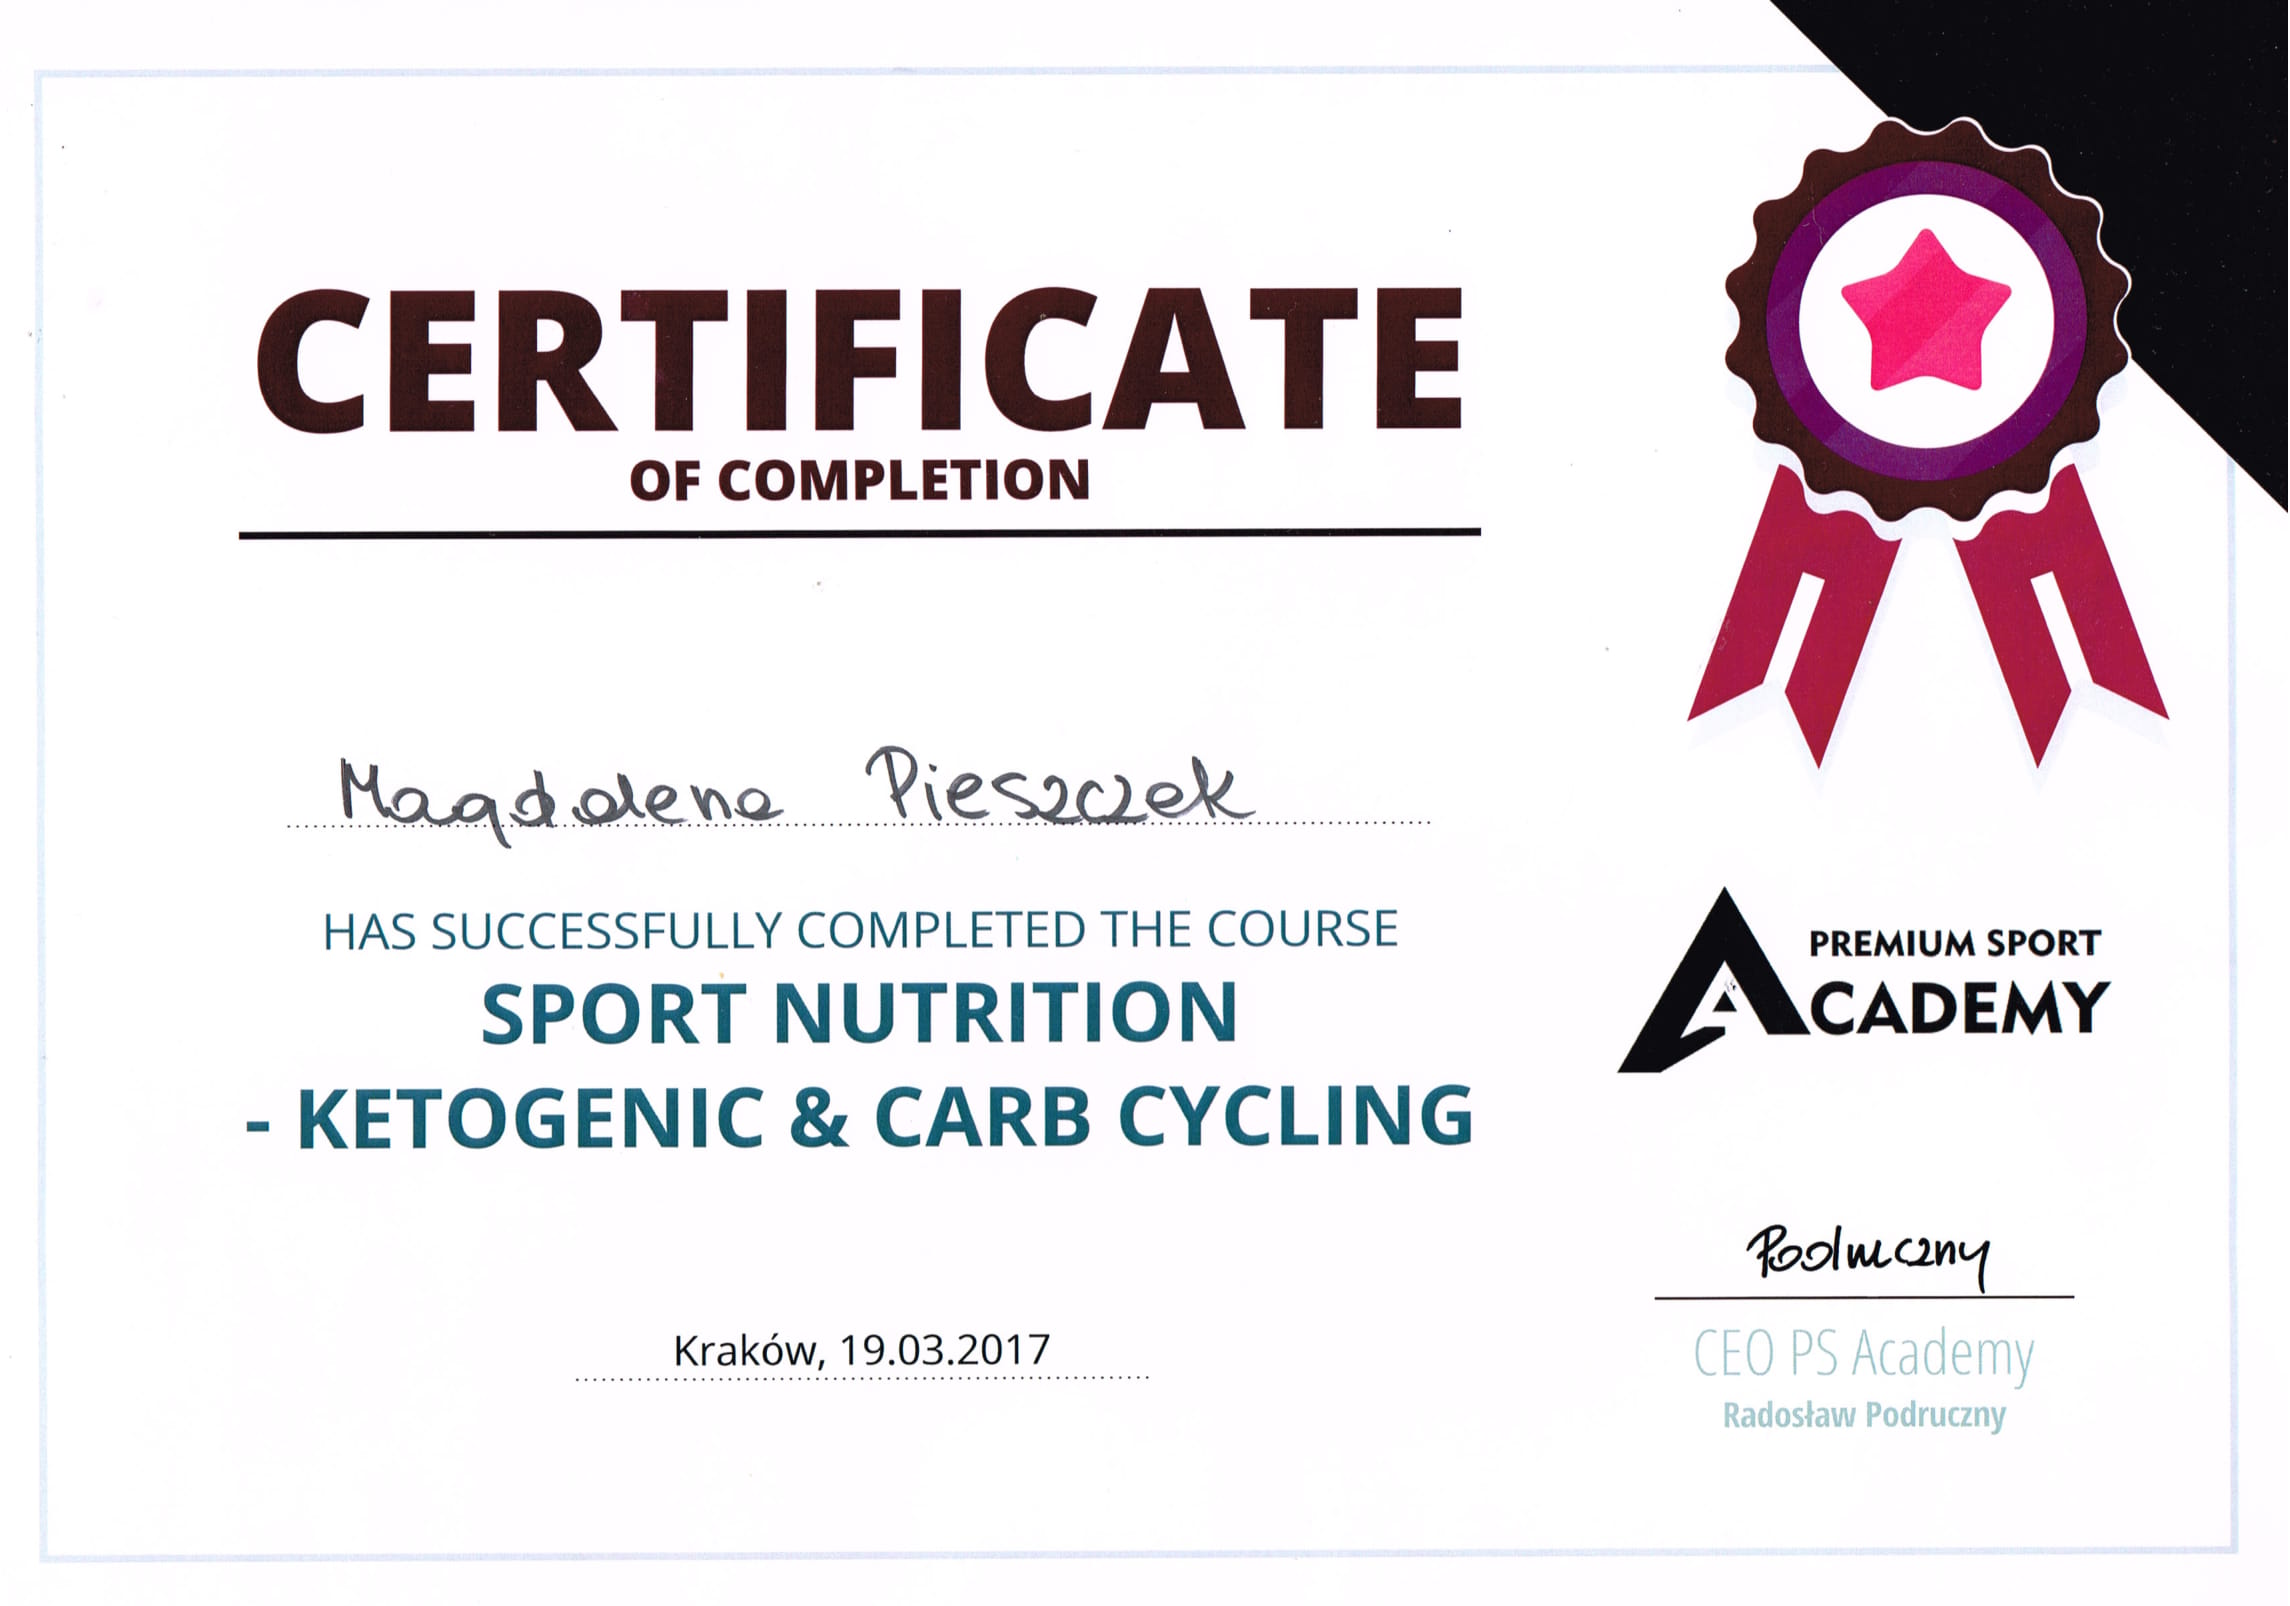 CERTIFICATE
OF COMPLETION
Magdalena Pieszczek
HAS SUCCESSFULLY COMPLETED THE COURSE
SPORT NUTRITION
- KETOGENIC & CARB CYCLING
Kraków, 19.03.2017
PREMIUM SPORT
ACADEMY
Podruczny
CEO PS Academy
Radosław Podruczny